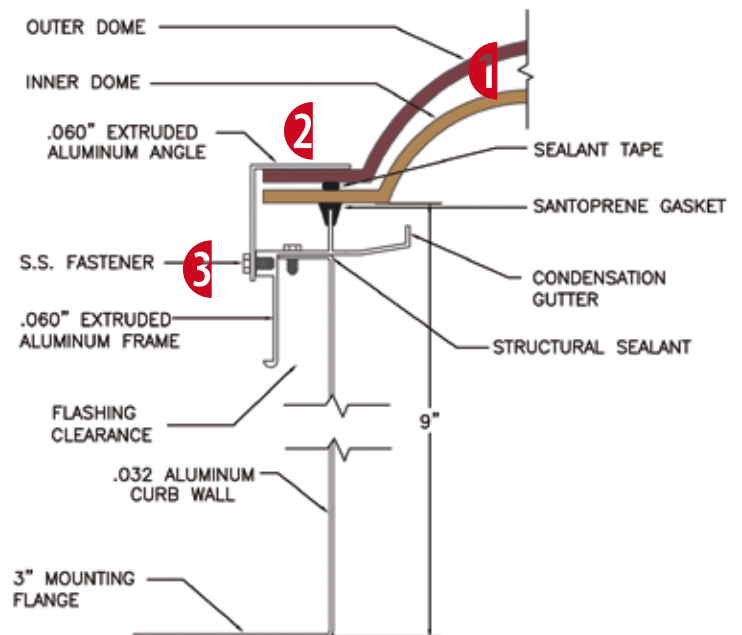 OUTER DOME
1
INNER DOME
2
.060" EXTRUDED
ALUMINUM ANGLE
SEALANT TAPE
SANTOPRENE GASKET
S.S. FASTENER
3
CONDENSATION
GUTTER
.060" EXTRUDED
ALUMINUM FRAME
STRUCTURAL SEALANT
FLASHING
CLEARANCE
9"
.032 ALUMINUM
CURB WALL
3" MOUNTING
FLANGE